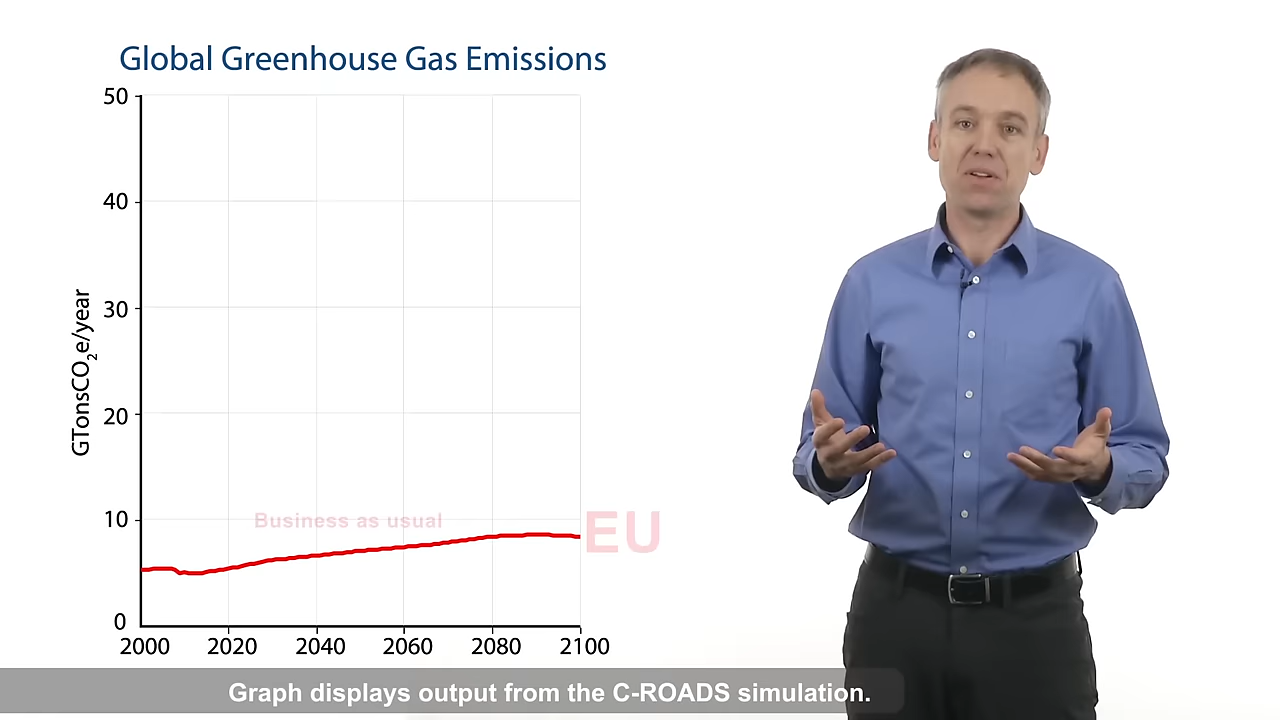 Global Greenhouse Gas Emissions
50
40
30
20
10
0
GTonsCO2e/year
Business as usual
EU
2000 2020 2040 2060 2080 2100
Graph displays output from the C-ROADS simulation.